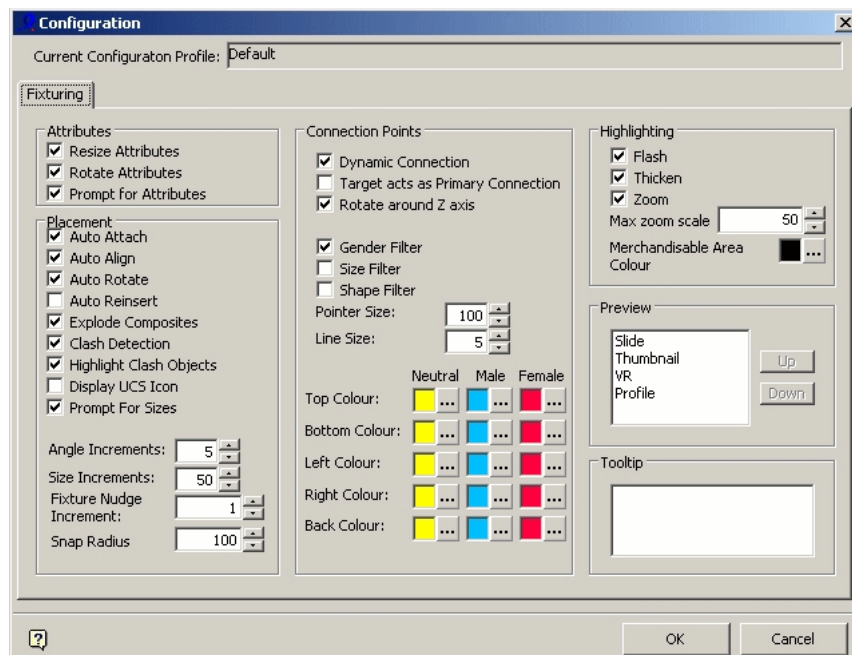 Configuration
Current Configuraton Profile: Default
Fixturing
Attributes
Resize Attributes
Rotate Attributes
Prompt for Attributes
Placement
Auto Attach
Auto Align
Auto Rotate
Auto Reinsert
Explode Composites
Clash Detection
Highlight Clash Objects
Display UCS Icon
Prompt For Sizes
Angle Increments: 5
Size Increments: 50
Fixture Nudge
Increment: 1
Snap Radius 100
Connection Points
Dynamic Connection
Target acts as Primary Connection
Rotate around Z axis
Gender Filter
Size Filter
Shape Filter
Pointer Size: 100
Line Size: 5
Neutral Male Female
Top Colour: ... ... ...
Bottom Colour: ... ... ...
Left Colour: ... ... ...
Right Colour: ... ... ...
Back Colour: ... ... ...
Highlighting
Flash
Thicken
Zoom
Max zoom scale 50
Merchandisable Area
Colour ...
Preview
Slide
Thumbnail
VR
Profile
Up
Down
Tooltip
?
OK
Cancel